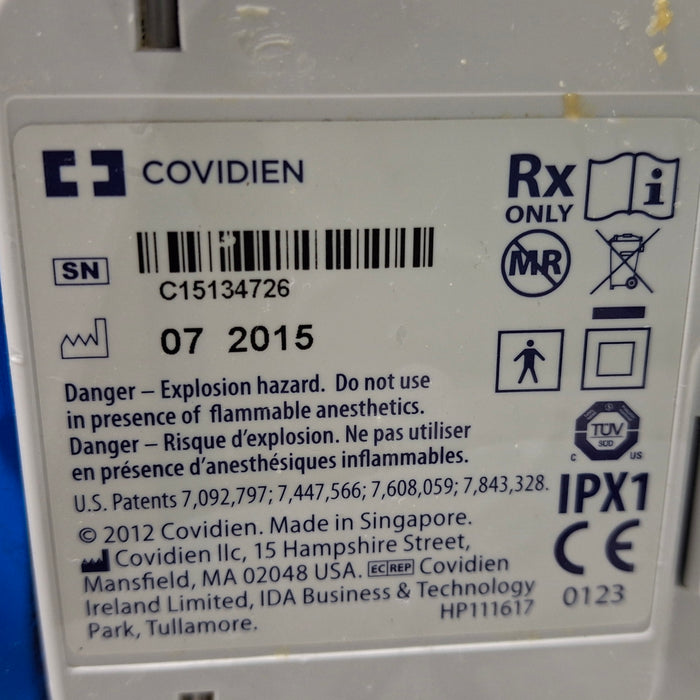 COVIDIEN
Rx
ONLY
SN
C15134726
MR
07 2015
Danger – Explosion hazard. Do not use
in presence of flammable anesthetics.
Danger – Risque d'explosion. Ne pas utiliser
en présence d'anesthésiques inflammables.
TÜV
SÜD
C US
U.S. Patents 7,092,797; 7,447,566; 7,608,059; 7,843,328.
IPX1
© 2012 Covidien. Made in Singapore.
Covidien llc, 15 Hampshire Street,
Mansfield, MA 02048 USA. EC REP Covidien
Ireland Limited, IDA Business & Technology
Park, Tullamore.
HP111617
CE
0123